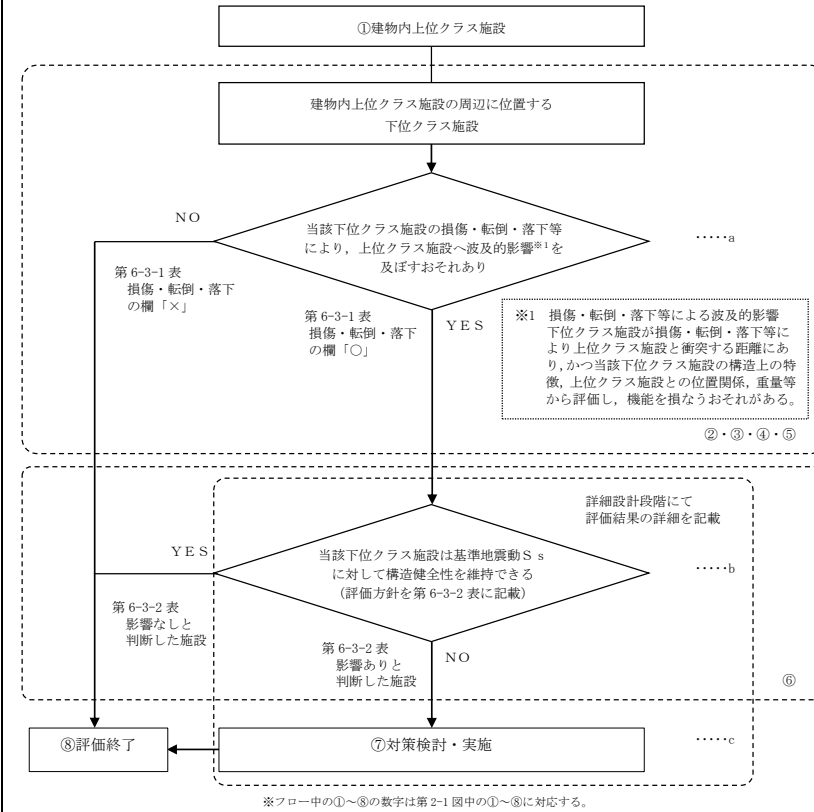 ①建物内上位クラス施設
建物内上位クラス施設の周辺に位置する
下位クラス施設
NO
当該下位クラス施設の損傷・転倒・落下等
により，上位クラス施設へ波及的影響※1を
及ぼすおそれあり
‥‥‥a
第 6-3-1 表
損傷・転倒・落下
の欄「×」
第 6-3-1 表
損傷・転倒・落下
の欄「○」
YES
※1 損傷・転倒・落下等による波及的影響
下位クラス施設が損傷・転倒・落下等に
より上位クラス施設と衝突する距離にあ
り，かつ当該下位クラス施設の構造上の特
徴，上位クラス施設との位置関係，重量等
から評価し，機能を損なうおそれがある。
②・③・④・⑤
詳細設計段階にて
評価結果の詳細を記載
YES
当該下位クラス施設は基準地震動Ｓｓ
に対して構造健全性を維持できる
（評価方針を第 6-3-2 表に記載）
‥‥‥b
第 6-3-2 表
影響なしと
判断した施設
第 6-3-2 表
影響ありと
判断した施設
NO
⑥
⑧評価終了
⑦対策検討・実施
‥‥‥c
※フロー中の①～⑧の数字は第 2-1 図中の①～⑧に対応する。